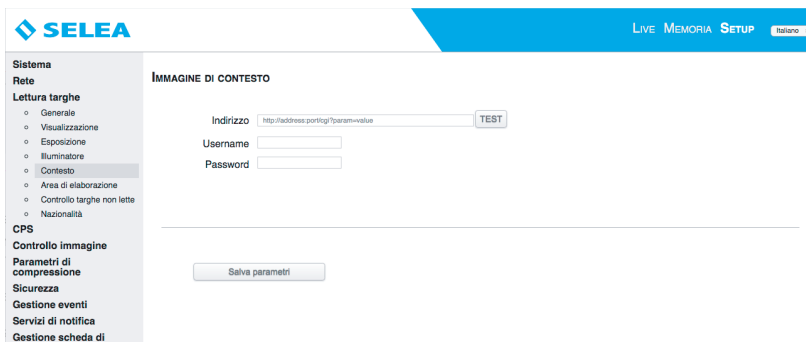 SELEA
LIVE MEMORIA SETUP Italiano
Sistema
Rete
Lettura targhe
Generale
Visualizzazione
Esposizione
Illuminatore
Contesto
Area di elaborazione
Controllo targhe non lette
Nazionalità
CPS
Controllo immagine
Parametri di
compressione
Sicurezza
Gestione eventi
Servizi di notifica
Gestione scheda di
IMMAGINE DI CONTESTO
Indirizzo http://address:port/cgi?param=value TEST
Username
Password
Salva parametri